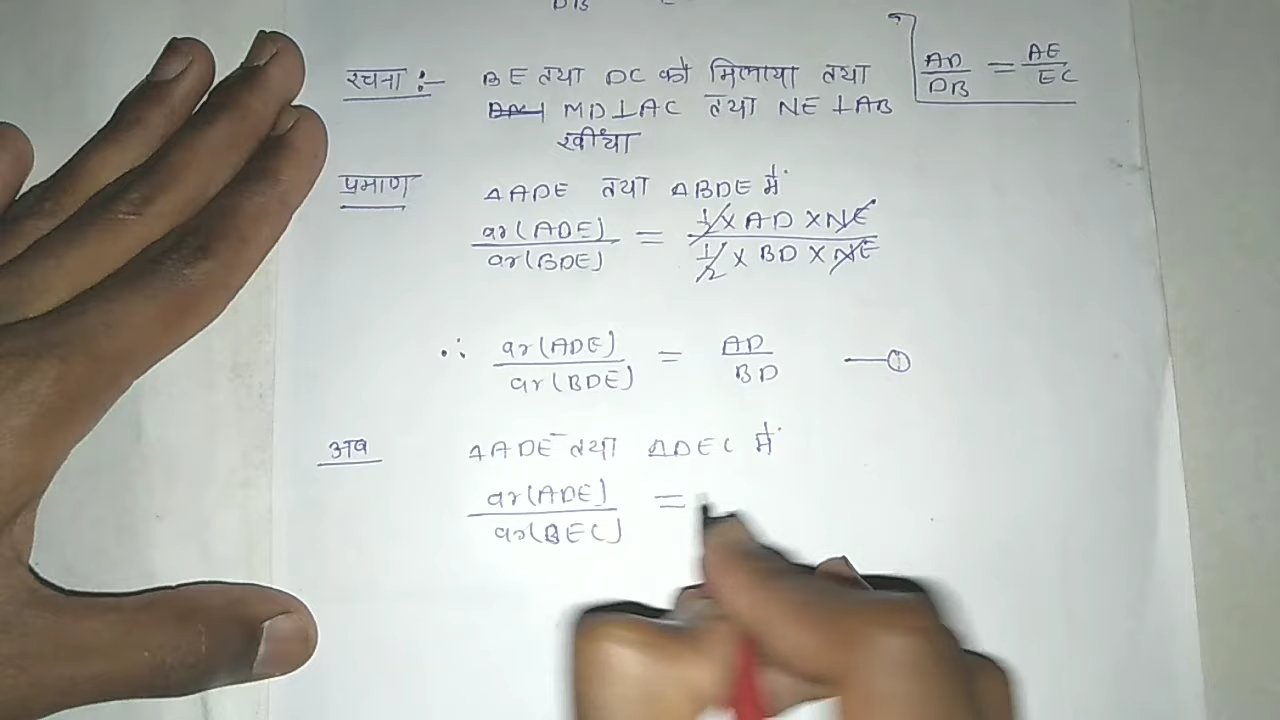 DB
रचना :- BE तथा DC को मिलाया तथा
MD⊥AC तथा NE⊥AB
खींचा
AD/DB = AE/EC
प्रमाण ΔADE तथा ΔBDE में
ar(ADE)/ar(BDE) = 1/2 × AD × NE / 1/2 × BD × NE
∴ ar(ADE)/ar(BDE) = AD/BD —①
अब ΔADE तथा ΔDEC में
ar(ADE)/ar(BEC) =